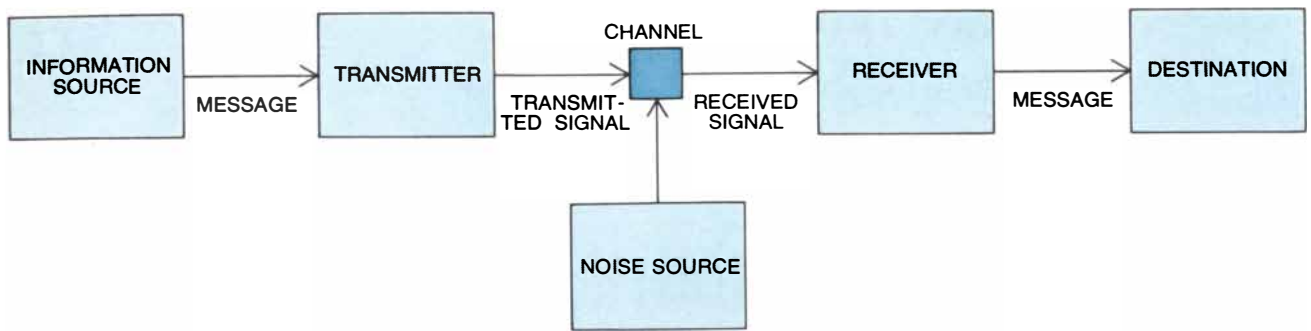 CHANNEL
INFORMATION
SOURCE
TRANSMITTER
RECEIVER
DESTINATION
MESSAGE
TRANSMIT-
TED SIGNAL
RECEIVED
SIGNAL
MESSAGE
NOISE SOURCE